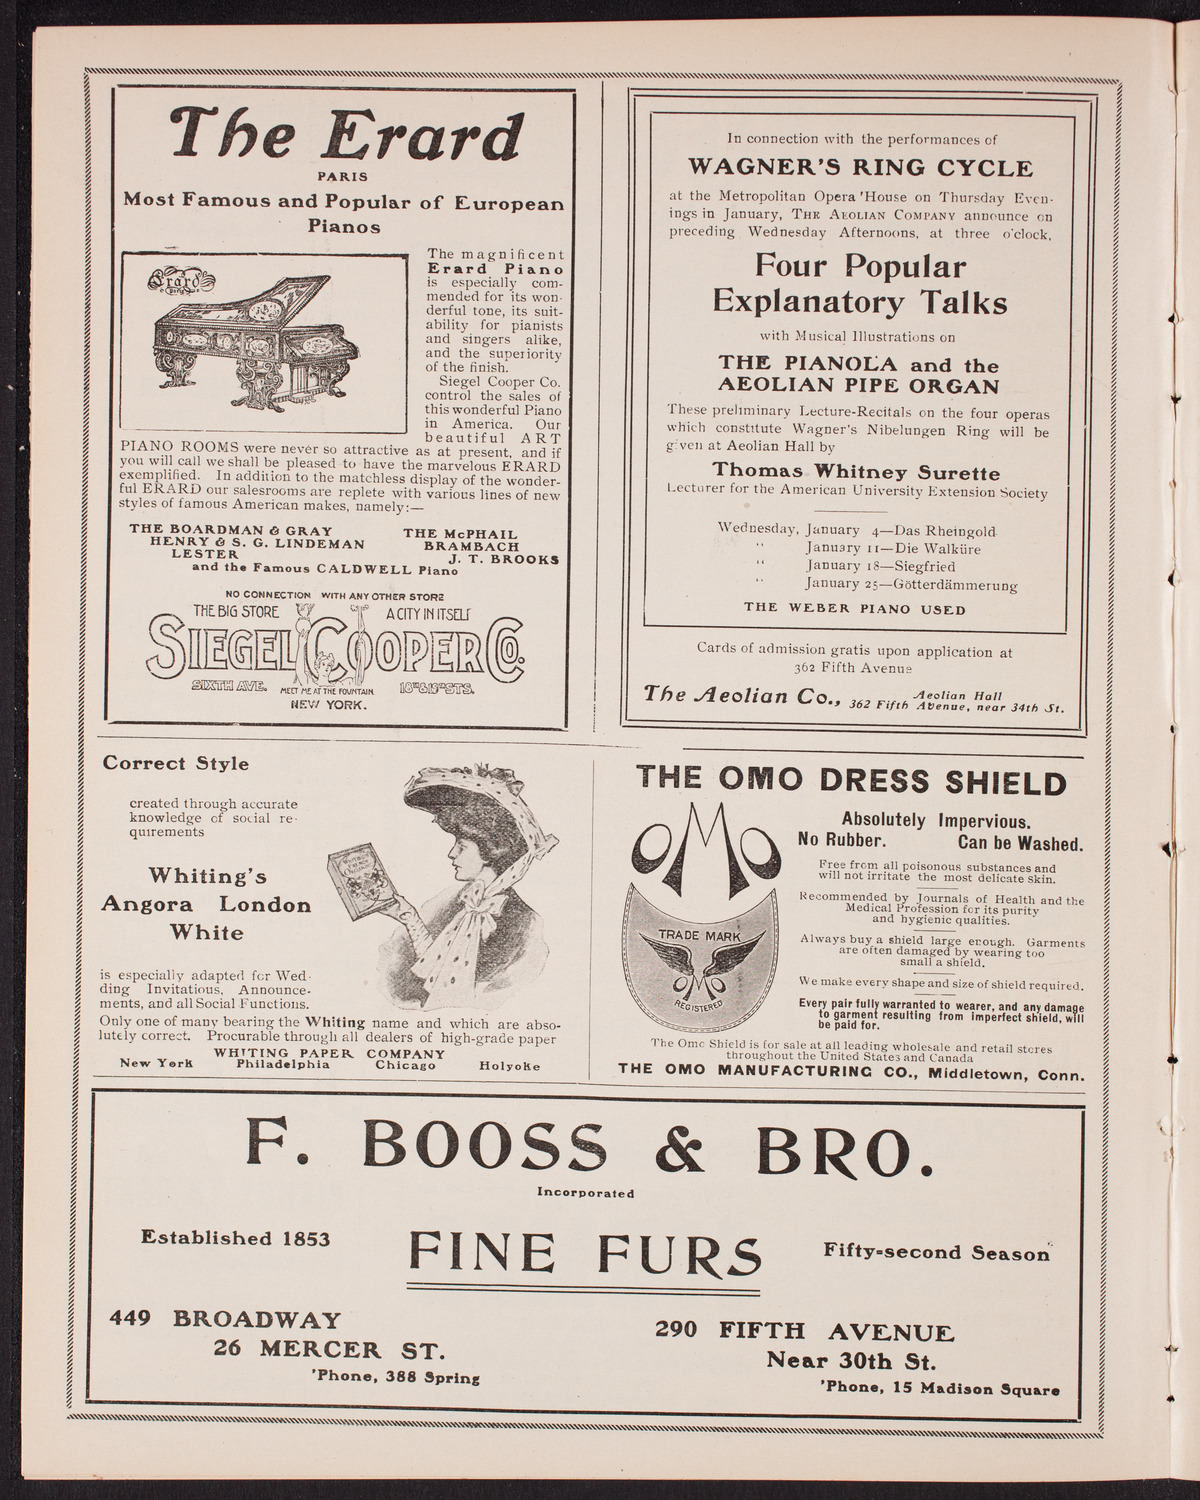 The Erard
PARIS
Most Famous and Popular of European
Pianos
Erard
Paris
The magnificent
Erard Piano
is especially com-
mended for its won-
derful tone, its suit-
ability for pianists
and singers alike,
and the superiority
of the finish.
Siegel Cooper Co.
control the sales of
this wonderful Piano
in America. Our
beautiful ART
PIANO ROOMS were never so attractive as at present, and if
you will call we shall be pleased to have the marvelous ERARD
exemplified. In addition to the matchless display of the wonder-
ful ERARD our salesrooms are replete with various lines of new
styles of famous American makes, namely:—
THE BOARDMAN & GRAY
HENRY & S. G. LINDEMAN
LESTER
THE McPHAIL
BRAMBACH
J. T. BROOKS
and the Famous CALDWELL Piano
NO CONNECTION WITH ANY OTHER STORE
THE BIG STORE A CITY IN ITSELF
SIEGEL COOPER CO.
SIXTH AVE. MEET ME AT THE FOUNTAIN. 18TH & 19TH STS.
NEW YORK.
In connection with the performances of
WAGNER'S RING CYCLE
at the Metropolitan Opera House on Thursday Even-
ings in January, THE AEOLIAN COMPANY announce on
preceding Wednesday Afternoons, at three o'clock,
Four Popular
Explanatory Talks
with Musical Illustrations on
THE PIANOLA and the
AEOLIAN PIPE ORGAN
These preliminary Lecture-Recitals on the four operas
which constitute Wagner's Nibelungen Ring will be
given at Aeolian Hall by
Thomas Whitney Surette
Lecturer for the American University Extension Society
Wednesday, January 4—Das Rheingold
" January 11—Die Walküre
" January 18—Siegfried
" January 25—Götterdämmerung
THE WEBER PIANO USED
Cards of admission gratis upon application at
362 Fifth Avenue
The Aeolian Co., Aeolian Hall
362 Fifth Avenue, near 34th St.
Correct Style
created through accurate
knowledge of social re-
quirements
Whiting's
Angora London
White
is especially adapted for Wed-
ding Invitations, Announce-
ments, and all Social Functions.
Only one of many bearing the Whiting name and which are abso-
lutely correct. Procurable through all dealers of high-grade paper
WHITING PAPER COMPANY
New York Philadelphia Chicago Holyoke
THE OMO DRESS SHIELD
OMO
TRADE MARK
OMO
REGISTERED
Absolutely Impervious.
No Rubber. Can be Washed.
Free from all poisonous substances and
will not irritate the most delicate skin.
Recommended by Journals of Health and the
Medical Profession for its purity
and hygienic qualities.
Always buy a shield large enough. Garments
are often damaged by wearing too
small a shield.
We make every shape and size of shield required.
Every pair fully warranted to wearer, and any damage
to garment resulting from imperfect shield, will
be paid for.
The Omo Shield is for sale at all leading wholesale and retail stores
throughout the United States and Canada
THE OMO MANUFACTURING CO., Middletown, Conn.
F. BOOSS & BRO.
Incorporated
Established 1853
FINE FURS
Fifty-second Season
449 BROADWAY
26 MERCER ST.
'Phone, 388 Spring
290 FIFTH AVENUE
Near 30th St.
'Phone, 15 Madison Square